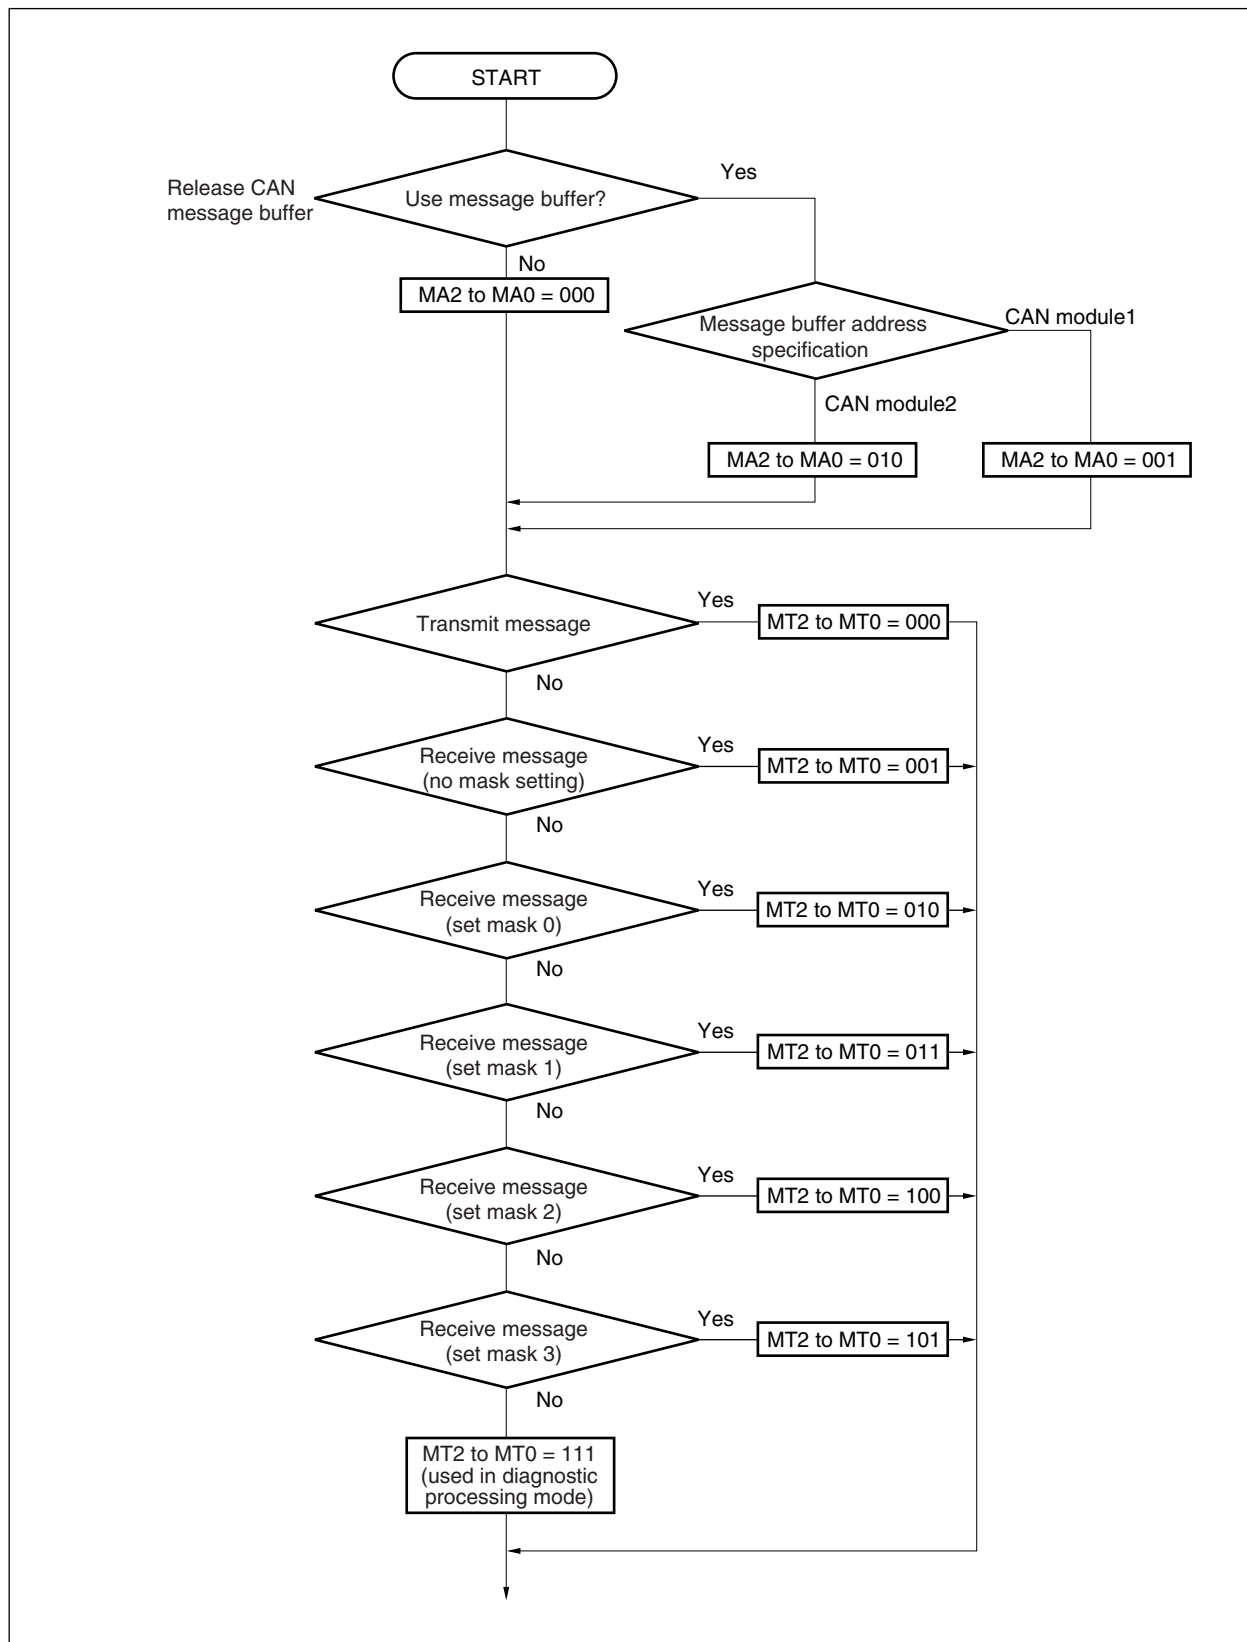 START
Release CAN
message buffer
Use message buffer?
Yes
No
MA2 to MA0 = 000
Message buffer address
specification
CAN module1
CAN module2
MA2 to MA0 = 010
MA2 to MA0 = 001
Transmit message
Yes
MT2 to MT0 = 000
No
Receive message
(no mask setting)
Yes
MT2 to MT0 = 001
No
Receive message
(set mask 0)
Yes
MT2 to MT0 = 010
No
Receive message
(set mask 1)
Yes
MT2 to MT0 = 011
No
Receive message
(set mask 2)
Yes
MT2 to MT0 = 100
No
Receive message
(set mask 3)
Yes
MT2 to MT0 = 101
No
MT2 to MT0 = 111
(used in diagnostic
processing mode)